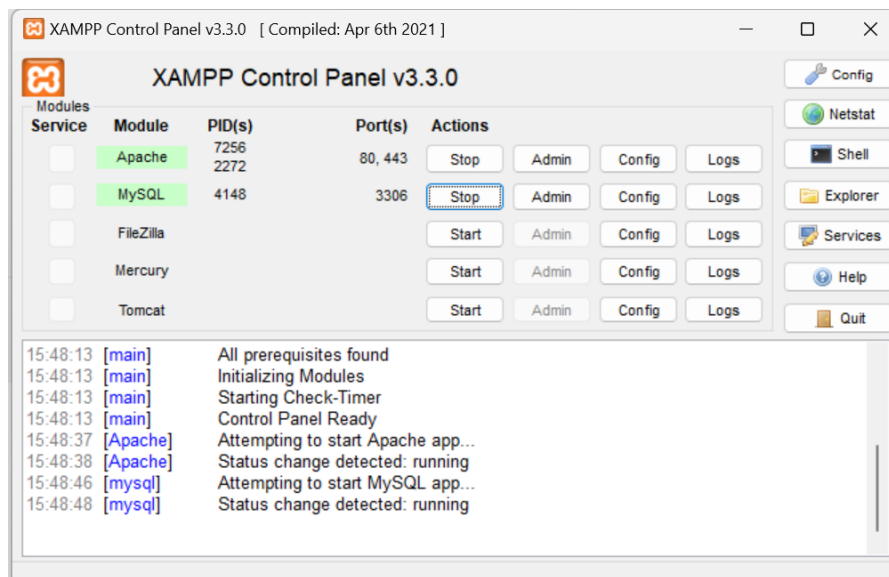 XAMPP Control Panel v3.3.0 [ Compiled: Apr 6th 2021 ]
XAMPP Control Panel v3.3.0
Config
Modules
Service Module PID(s) Port(s) Actions
Netstat
Apache 7256 2272 80, 443 Stop Admin Config Logs
Shell
MySQL 4148 3306 Stop Admin Config Logs
Explorer
FileZilla Start Admin Config Logs
Services
Mercury Start Admin Config Logs
Help
Tomcat Start Admin Config Logs
Quit
15:48:13 [main] All prerequisites found
15:48:13 [main] Initializing Modules
15:48:13 [main] Starting Check-Timer
15:48:13 [main] Control Panel Ready
15:48:37 [Apache] Attempting to start Apache app...
15:48:38 [Apache] Status change detected: running
15:48:46 [mysql] Attempting to start MySQL app...
15:48:48 [mysql] Status change detected: running